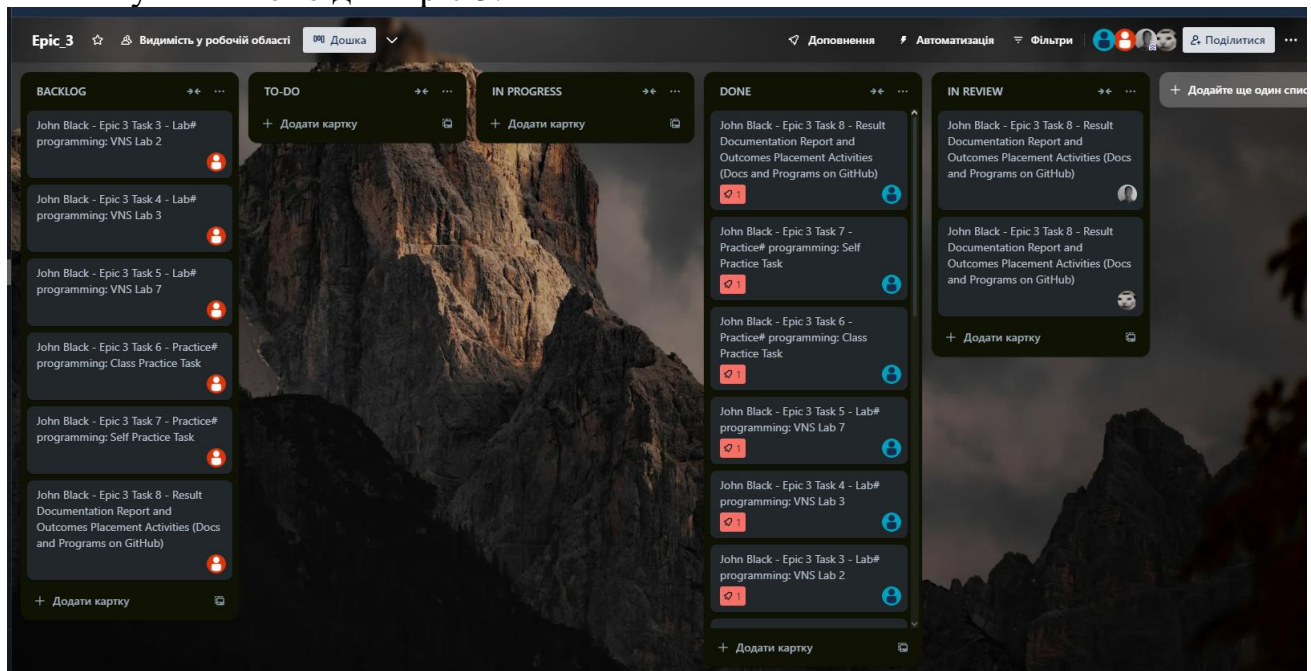 Epic_3 Видимість у робочій області Дошка Доповнення Автоматизація Фільтри Поділитися
BACKLOG
John Black - Epic 3 Task 3 - Lab#
programming: VNS Lab 2
John Black - Epic 3 Task 4 - Lab#
programming: VNS Lab 3
John Black - Epic 3 Task 5 - Lab#
programming: VNS Lab 7
John Black - Epic 3 Task 6 - Practice#
programming: Class Practice Task
John Black - Epic 3 Task 7 - Practice#
programming: Self Practice Task
John Black - Epic 3 Task 8 - Result
Documentation Report and
Outcomes Placement Activities (Docs
and Programs on GitHub)
+ Додати картку
TO-DO
+ Додати картку
IN PROGRESS
+ Додати картку
DONE
John Black - Epic 3 Task 8 - Result
Documentation Report and
Outcomes Placement Activities
(Docs and Programs on GitHub)
1
John Black - Epic 3 Task 7 -
Practice# programming: Self
Practice Task
1
John Black - Epic 3 Task 6 -
Practice# programming: Class
Practice Task
1
John Black - Epic 3 Task 5 - Lab#
programming: VNS Lab 7
1
John Black - Epic 3 Task 4 - Lab#
programming: VNS Lab 3
1
John Black - Epic 3 Task 3 - Lab#
programming: VNS Lab 2
1
+ Додати картку
IN REVIEW
John Black - Epic 3 Task 8 - Result
Documentation Report and
Outcomes Placement Activities (Docs
and Programs on GitHub)
John Black - Epic 3 Task 8 - Result
Documentation Report and
Outcomes Placement Activities (Docs
and Programs on GitHub)
+ Додати картку
+ Додайте ще один спис